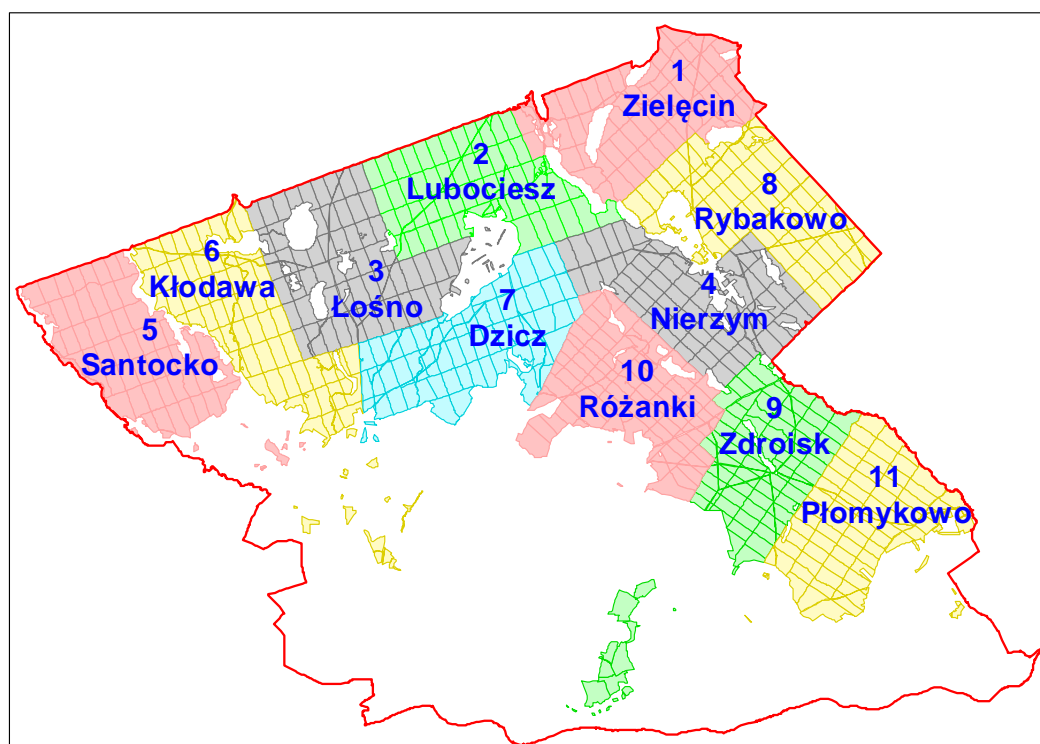 1
Zielęcin
2
Lubociesz
8
Rybakowo
6
Kłodawa
3
Łośno
4
Nierzym
7
Dzicz
5
Santocko
10
Różanki
9
Zdroisk
11
Płomykowo